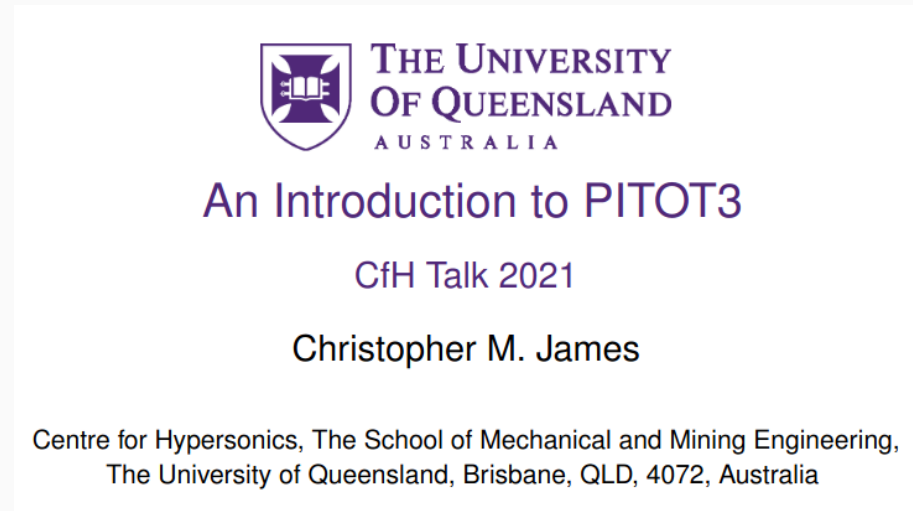 THE UNIVERSITY
OF QUEENSLAND
AUSTRALIA
An Introduction to PITOT3
CfH Talk 2021
Christopher M. James
Centre for Hypersonics, The School of Mechanical and Mining Engineering,
The University of Queensland, Brisbane, QLD, 4072, Australia